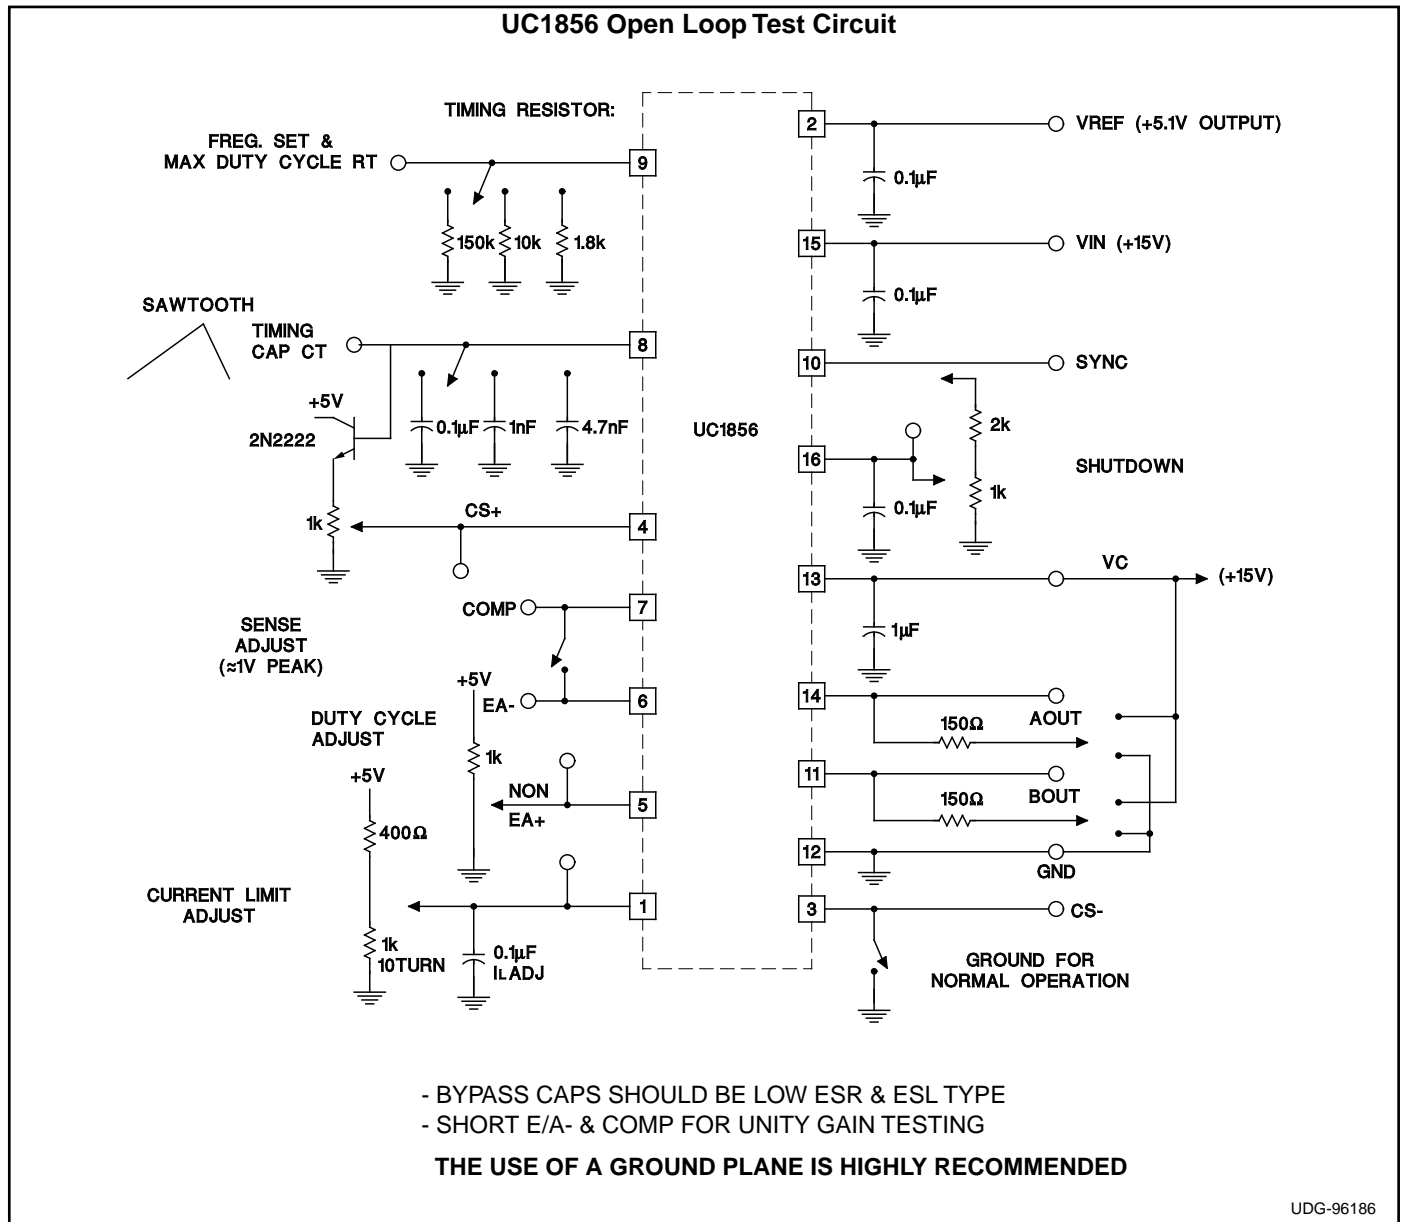 UC1856 Open Loop Test Circuit
TIMING RESISTOR:
FREG. SET &
MAX DUTY CYCLE RT
9
150k
10k
1.8k
SAWTOOTH
TIMING
CAP CT
8
+5V
2N2222
0.1µF
1nF
4.7nF
1k
CS+
4
COMP
7
SENSE
ADJUST
(≈1V PEAK)
+5V
EA-
6
DUTY CYCLE
ADJUST
1k
+5V
NON
EA+
5
400Ω
CURRENT LIMIT
ADJUST
1
1k
10TURN
0.1µF
IL ADJ
UC1856
2
VREF (+5.1V OUTPUT)
0.1µF
15
VIN (+15V)
0.1µF
10
SYNC
2k
16
SHUTDOWN
1k
0.1µF
13
VC
(+15V)
1µF
14
AOUT
150Ω
11
BOUT
150Ω
12
GND
3
CS-
GROUND FOR
NORMAL OPERATION
- BYPASS CAPS SHOULD BE LOW ESR & ESL TYPE
- SHORT E/A- & COMP FOR UNITY GAIN TESTING
THE USE OF A GROUND PLANE IS HIGHLY RECOMMENDED
UDG-96186